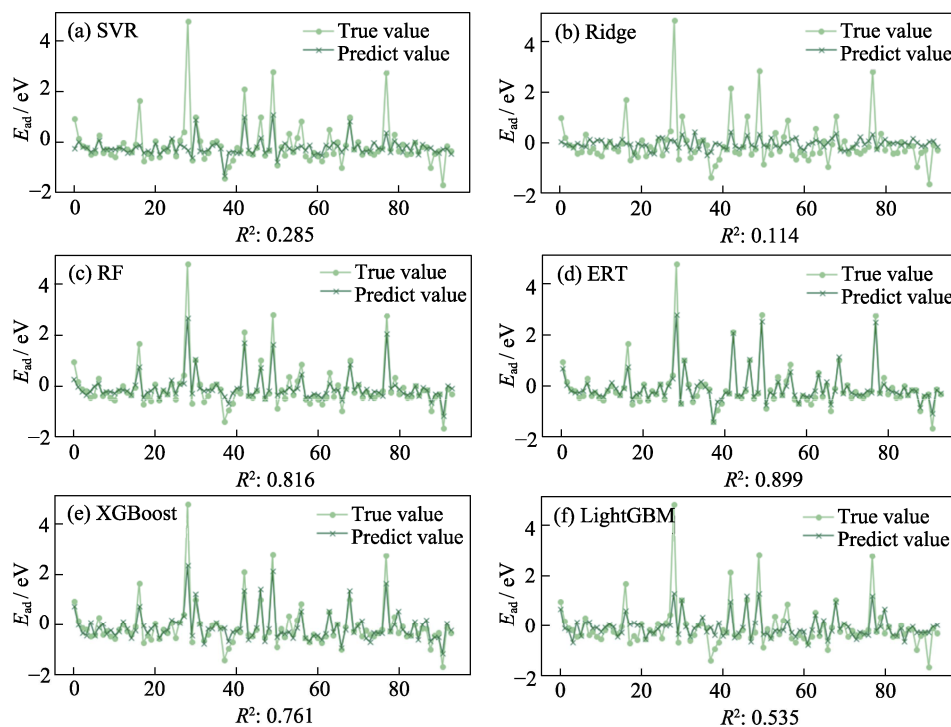 (a) SVR
True value
Predict value
E_ad / eV
4
2
0
−2
0 20 40 60 80
R²: 0.285
(b) Ridge
True value
Predict value
E_ad / eV
4
2
0
−2
0 20 40 60 80
R²: 0.114
(c) RF
True value
Predict value
E_ad / eV
4
2
0
−2
0 20 40 60 80
R²: 0.816
(d) ERT
True value
Predict value
E_ad / eV
4
2
0
−2
0 20 40 60 80
R²: 0.899
(e) XGBoost
True value
Predict value
E_ad / eV
4
2
0
−2
0 20 40 60 80
R²: 0.761
(f) LightGBM
True value
Predict value
E_ad / eV
4
2
0
−2
0 20 40 60 80
R²: 0.535